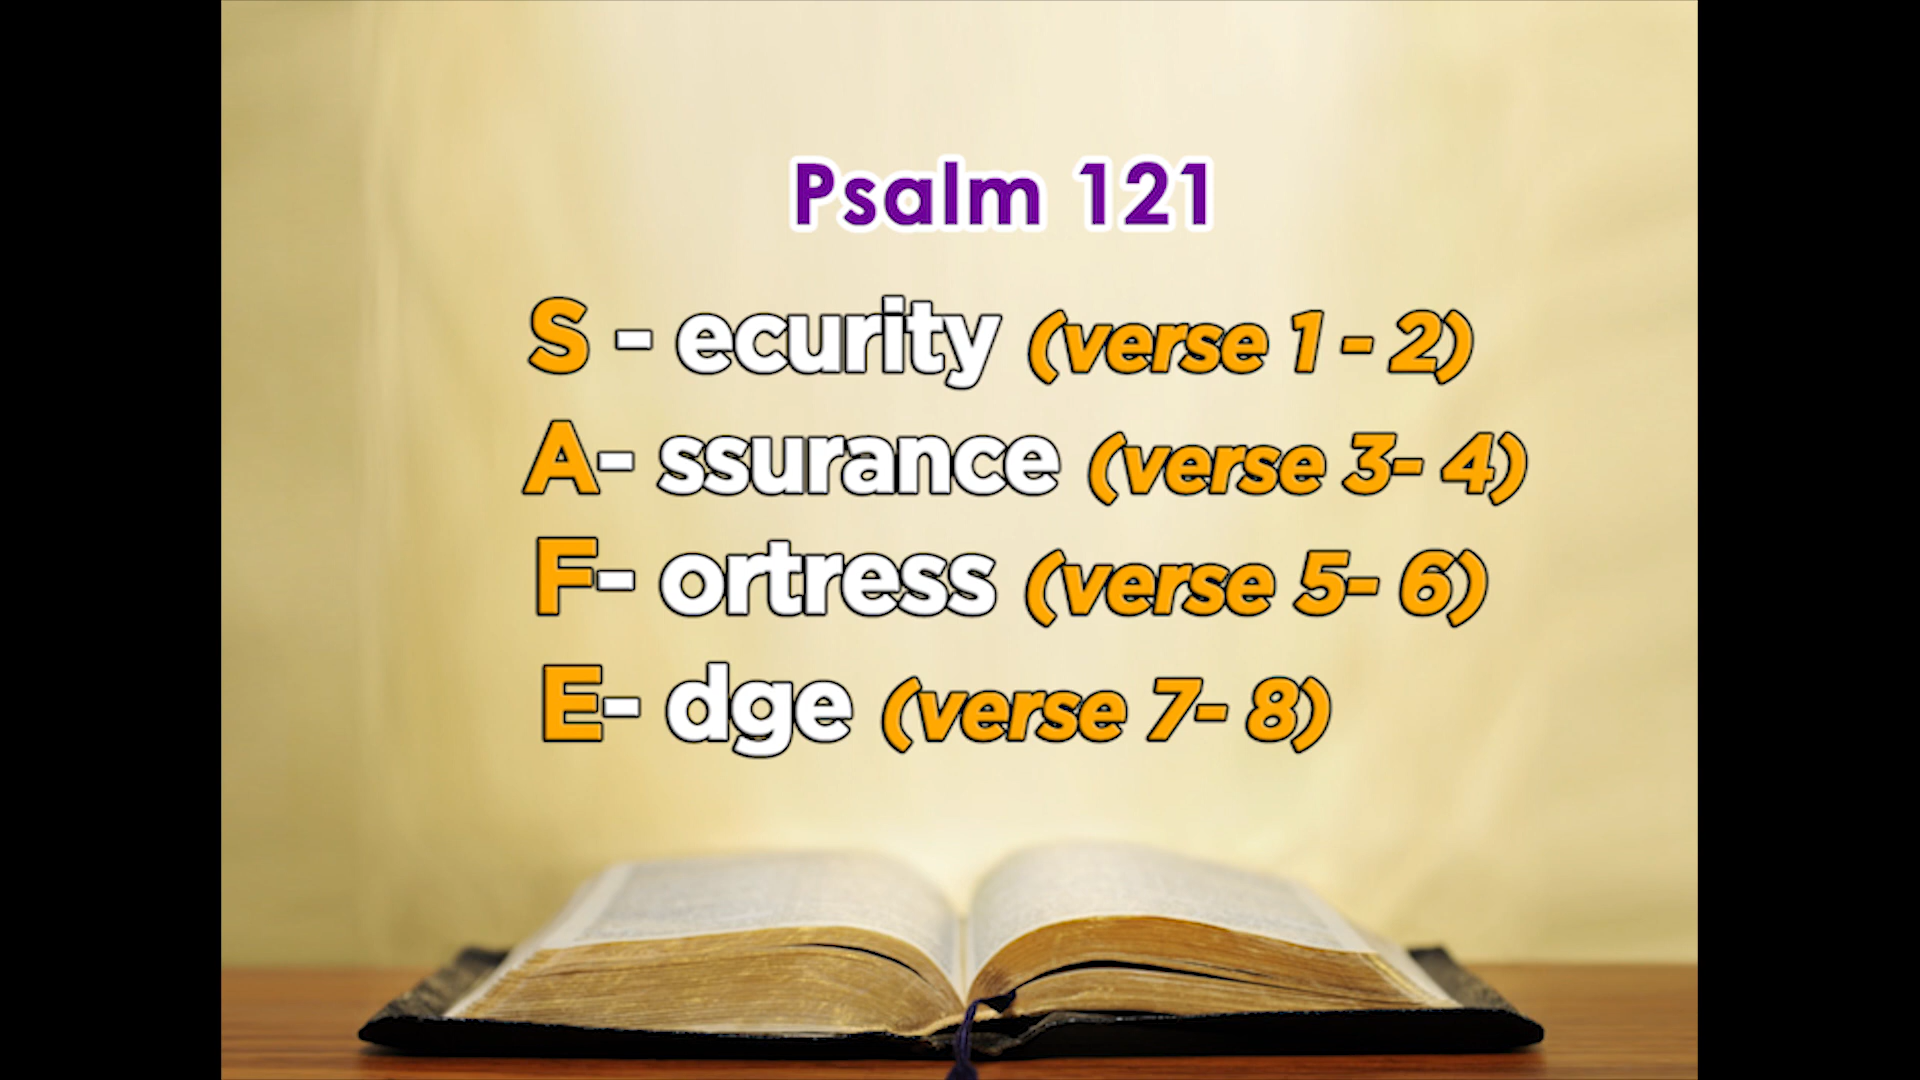 Psalm 121
S - ecurity (verse 1 - 2)
A- ssurance (verse 3- 4)
F- ortress (verse 5- 6)
E- dge (verse 7- 8)